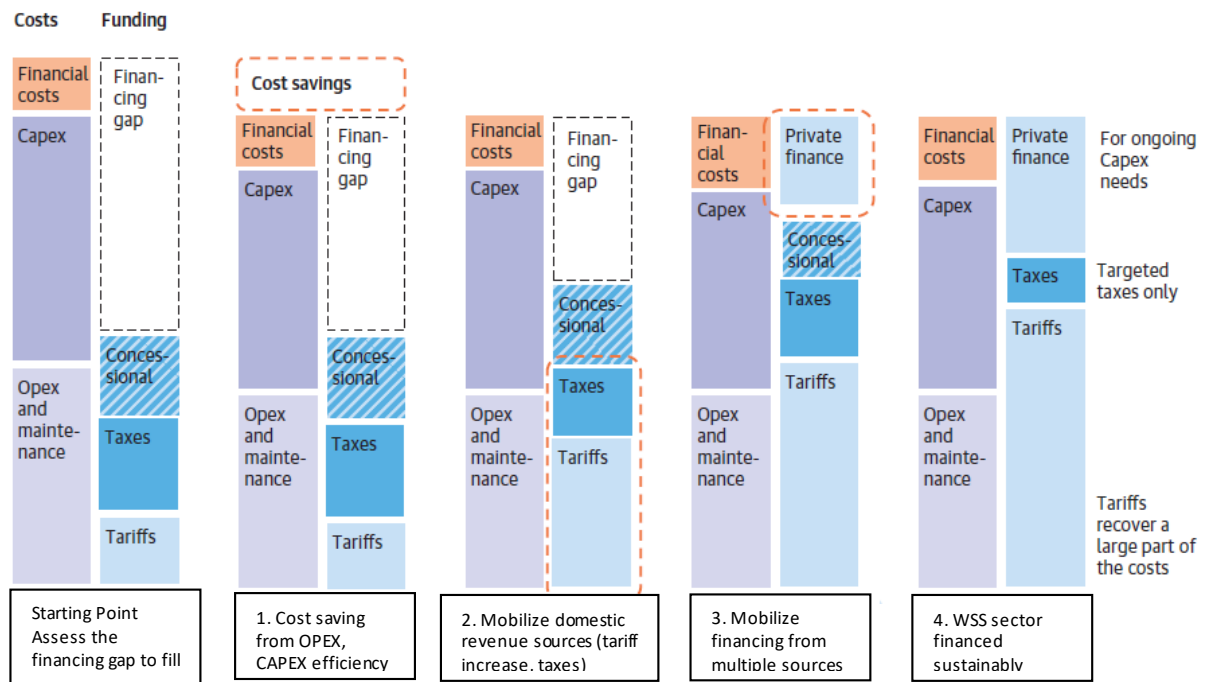 Costs Funding
Financial
costs
Capex
Opex
and
mainte-
nance
Finan-
cing
gap
Conces-
sional
Taxes
Tariffs
Starting Point
Assess the
financing gap to fill
Cost savings
Financial
costs
Capex
Opex
and
mainte-
nance
Finan-
cing
gap
Conces-
sional
Taxes
Tariffs
1. Cost saving
from OPEX,
CAPEX efficiency
Financial
costs
Capex
Opex
and
mainte-
nance
Finan-
cing
gap
Conces-
sional
Taxes
Tariffs
2. Mobilize domestic
revenue sources (tariff
increase, taxes)
Finan-
cial
costs
Capex
Opex
and
mainte-
nance
Private
finance
Conces-
sional
Taxes
Tariffs
3. Mobilize
financing from
multiple sources
Financial
costs
Capex
Opex
and
mainte-
nance
Private
finance
Taxes
Tariffs
4. WSS sector
financed
sustainably
For ongoing
Capex
needs
Targeted
taxes only
Tariffs
recover a
large part of
the costs